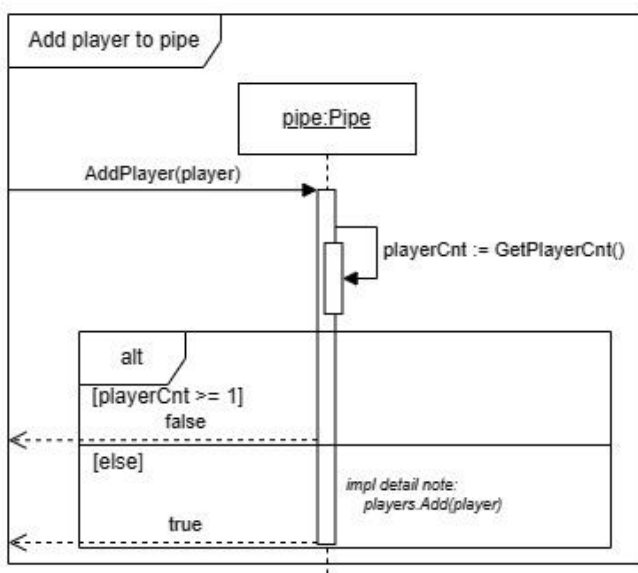 Add player to pipe
pipe:Pipe
AddPlayer(player)
playerCnt := GetPlayerCnt()
alt
[playerCnt >= 1]
false
[else]
impl detail note:
players.Add(player)
true